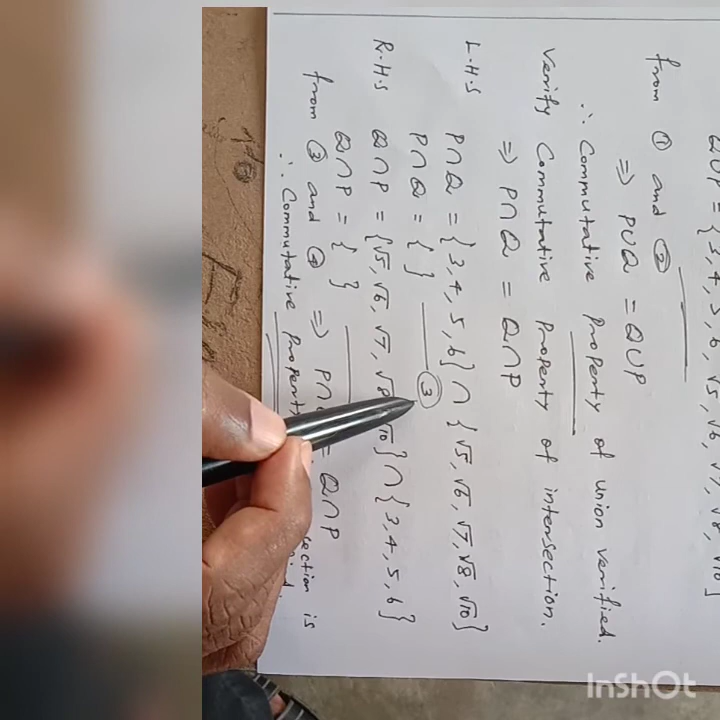 Q∪P = {3, 4, 5, 6, √5, √6, √7, √8, √10}
from ① and ②
⇒ P∪Q = Q∪P
∴ Commutative Property of union verified.
Verify Commutative Property of intersection.
⇒ P∩Q = Q∩P
L.H.S P∩Q = {3, 4, 5, 6} ∩ {√5, √6, √7, √8, √10}
P∩Q = { } ③
R.H.S Q∩P = {√5, √6, √7, √8, √10} ∩ {3, 4, 5, 6}
Q∩P = { }
from ③ and ④ ⇒ = Q∩P
∴ Commutative Property is
InShOt